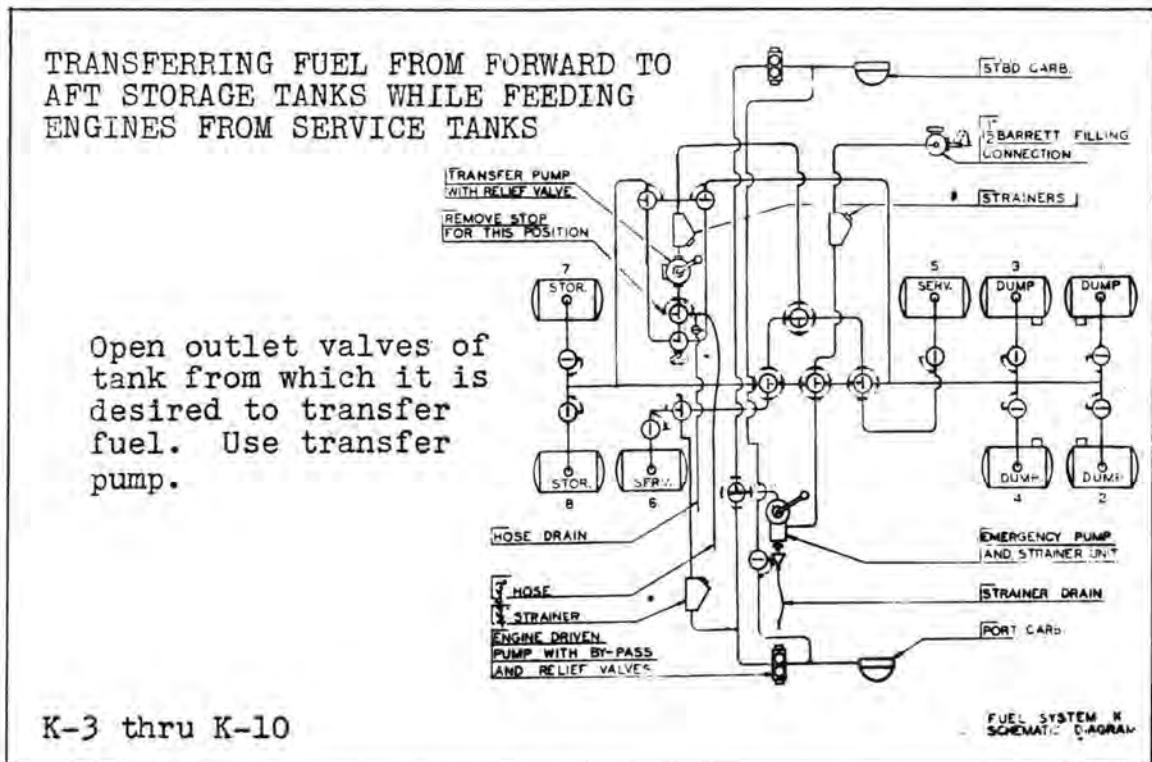 TRANSFERRING FUEL FROM FORWARD TO
AFT STORAGE TANKS WHILE FEEDING
ENGINES FROM SERVICE TANKS
STBD CARB.
BARRETT FILLING
CONNECTION
TRANSFER PUMP
WITH RELIEF VALVE
STRAINERS
REMOVE STOP
FOR THIS POSITION
7
STOR.
5
SERV.
3
DUMP
DUMP
Open outlet valves of
tank from which it is
desired to transfer
fuel. Use transfer
pump.
STOR.
8
SERV.
6
DUMP
4
DUMP
2
HOSE DRAIN
EMERGENCY PUMP
AND STRAINER UNIT
HOSE
STRAINER
STRAINER DRAIN
ENGINE DRIVEN
PUMP WITH BY-PASS
AND RELIEF VALVES
PORT CARB.
K-3 thru K-10
FUEL SYSTEM K
SCHEMATIC DIAGRAM